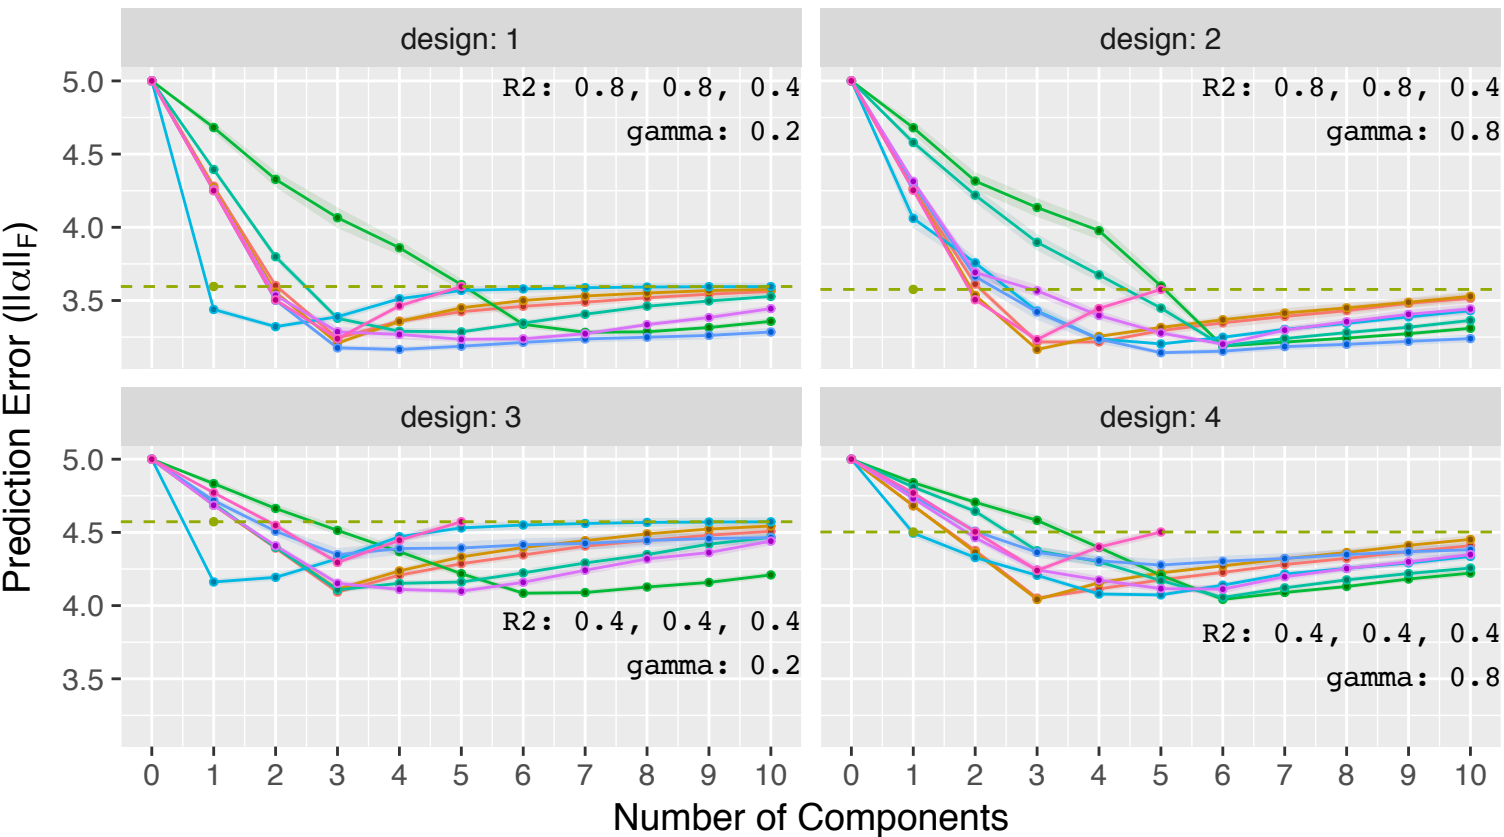 design: 1
design: 2
R2: 0.8, 0.8, 0.4
gamma: 0.2
R2: 0.8, 0.8, 0.4
gamma: 0.8
5.0
4.5
4.0
3.5
design: 3
design: 4
R2: 0.4, 0.4, 0.4
gamma: 0.2
R2: 0.4, 0.4, 0.4
gamma: 0.8
5.0
4.5
4.0
3.5
0 1 2 3 4 5 6 7 8 9 10
0 1 2 3 4 5 6 7 8 9 10
Number of Components
Prediction Error (||α||F)